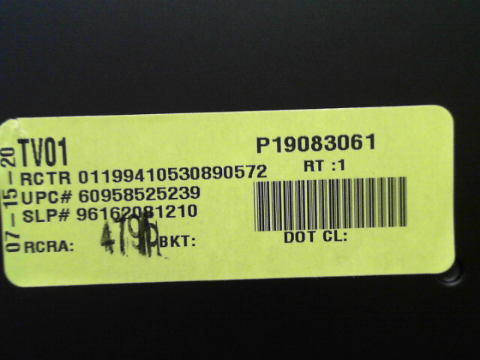 07-15-20
TV01 P19083061
RCTR 01199410530890572 RT :1
UPC# 60958525239
SLP# 96162081210
RCRA: BKT: DOT CL: